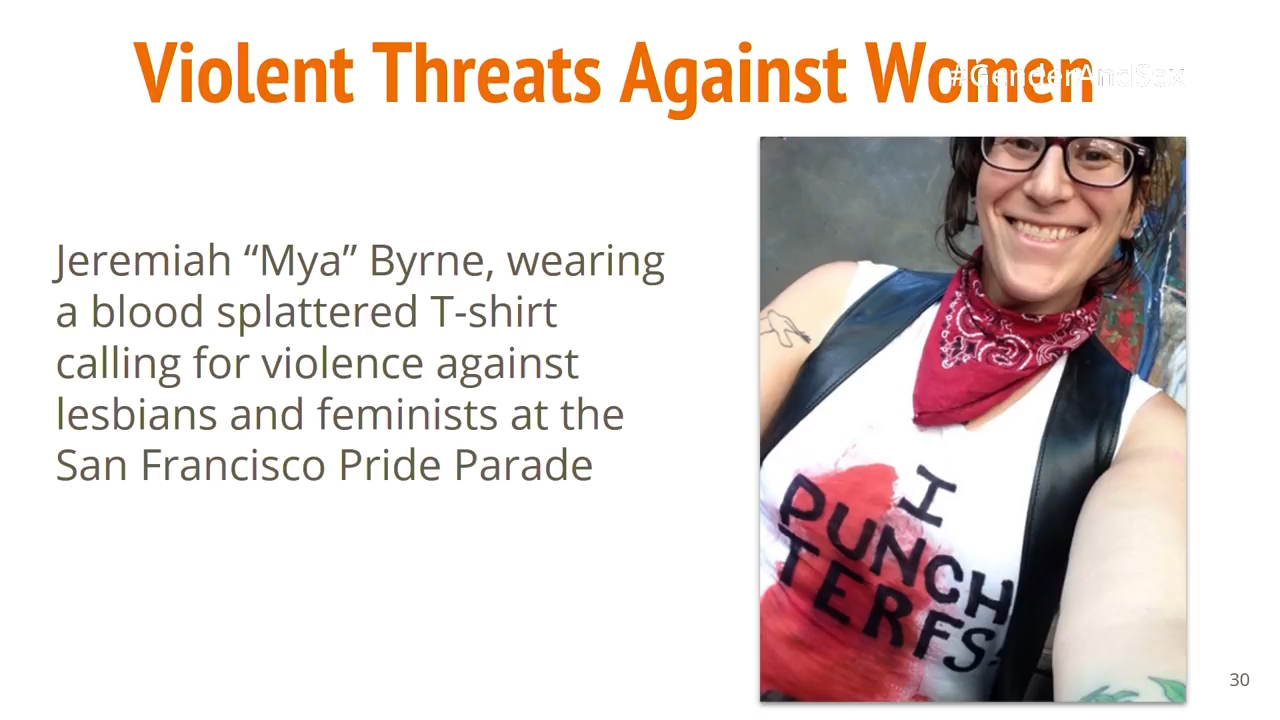 Violent Threats Against Women
#GenderAndSex
Jeremiah “Mya” Byrne, wearing
a blood splattered T-shirt
calling for violence against
lesbians and feminists at the
San Francisco Pride Parade
I
PUNCH
TERFS!
30